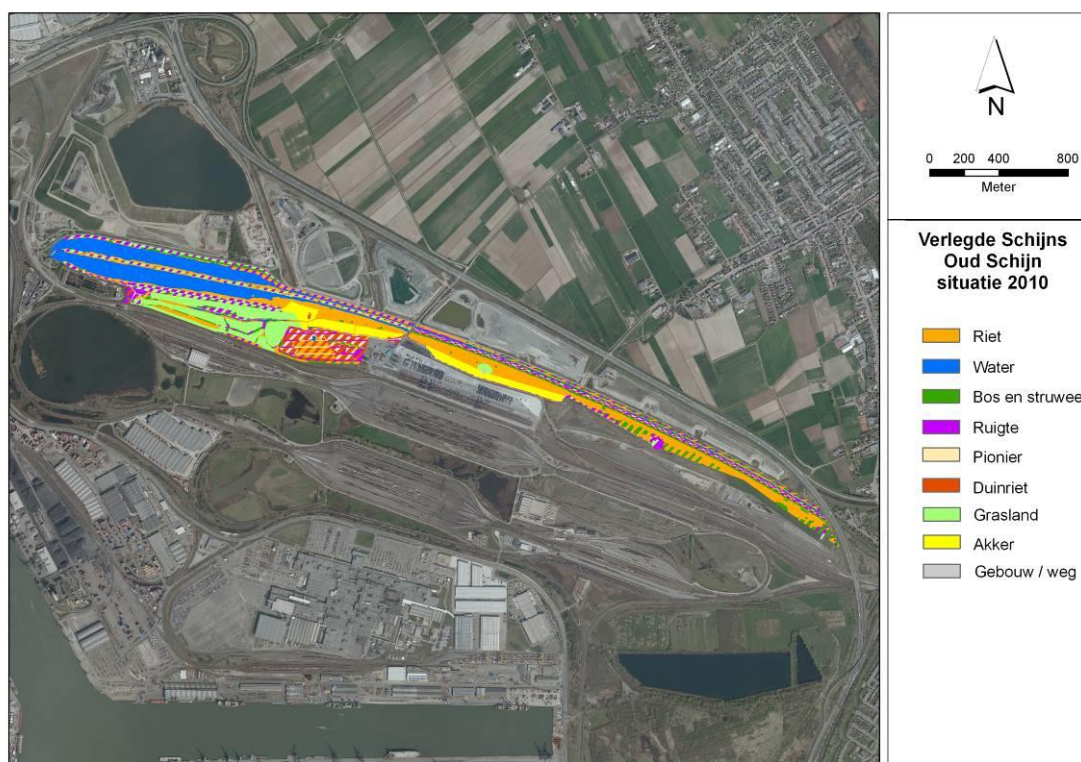 N
0 200 400 800
Meter
Verlegde Schijns
Oud Schijn
situatie 2010
Riet
Water
Bos en struwee
Ruigte
Pionier
Duinriet
Grasland
Akker
Gebouw / weg